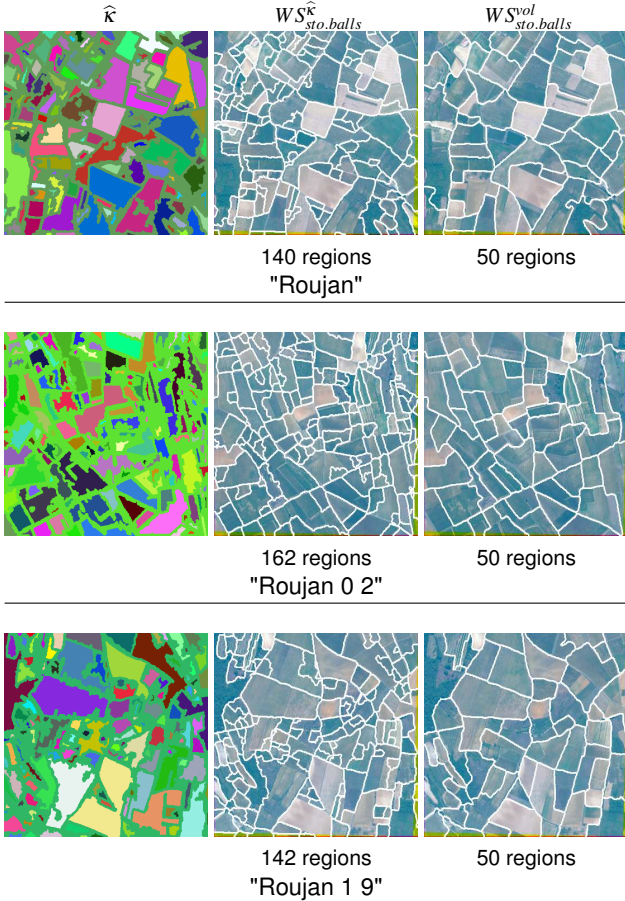 κ̂ WS^κ̂_sto.balls WS^vol_sto.balls
140 regions 50 regions
"Roujan"
162 regions 50 regions
"Roujan 0 2"
142 regions 50 regions
"Roujan 1 9"